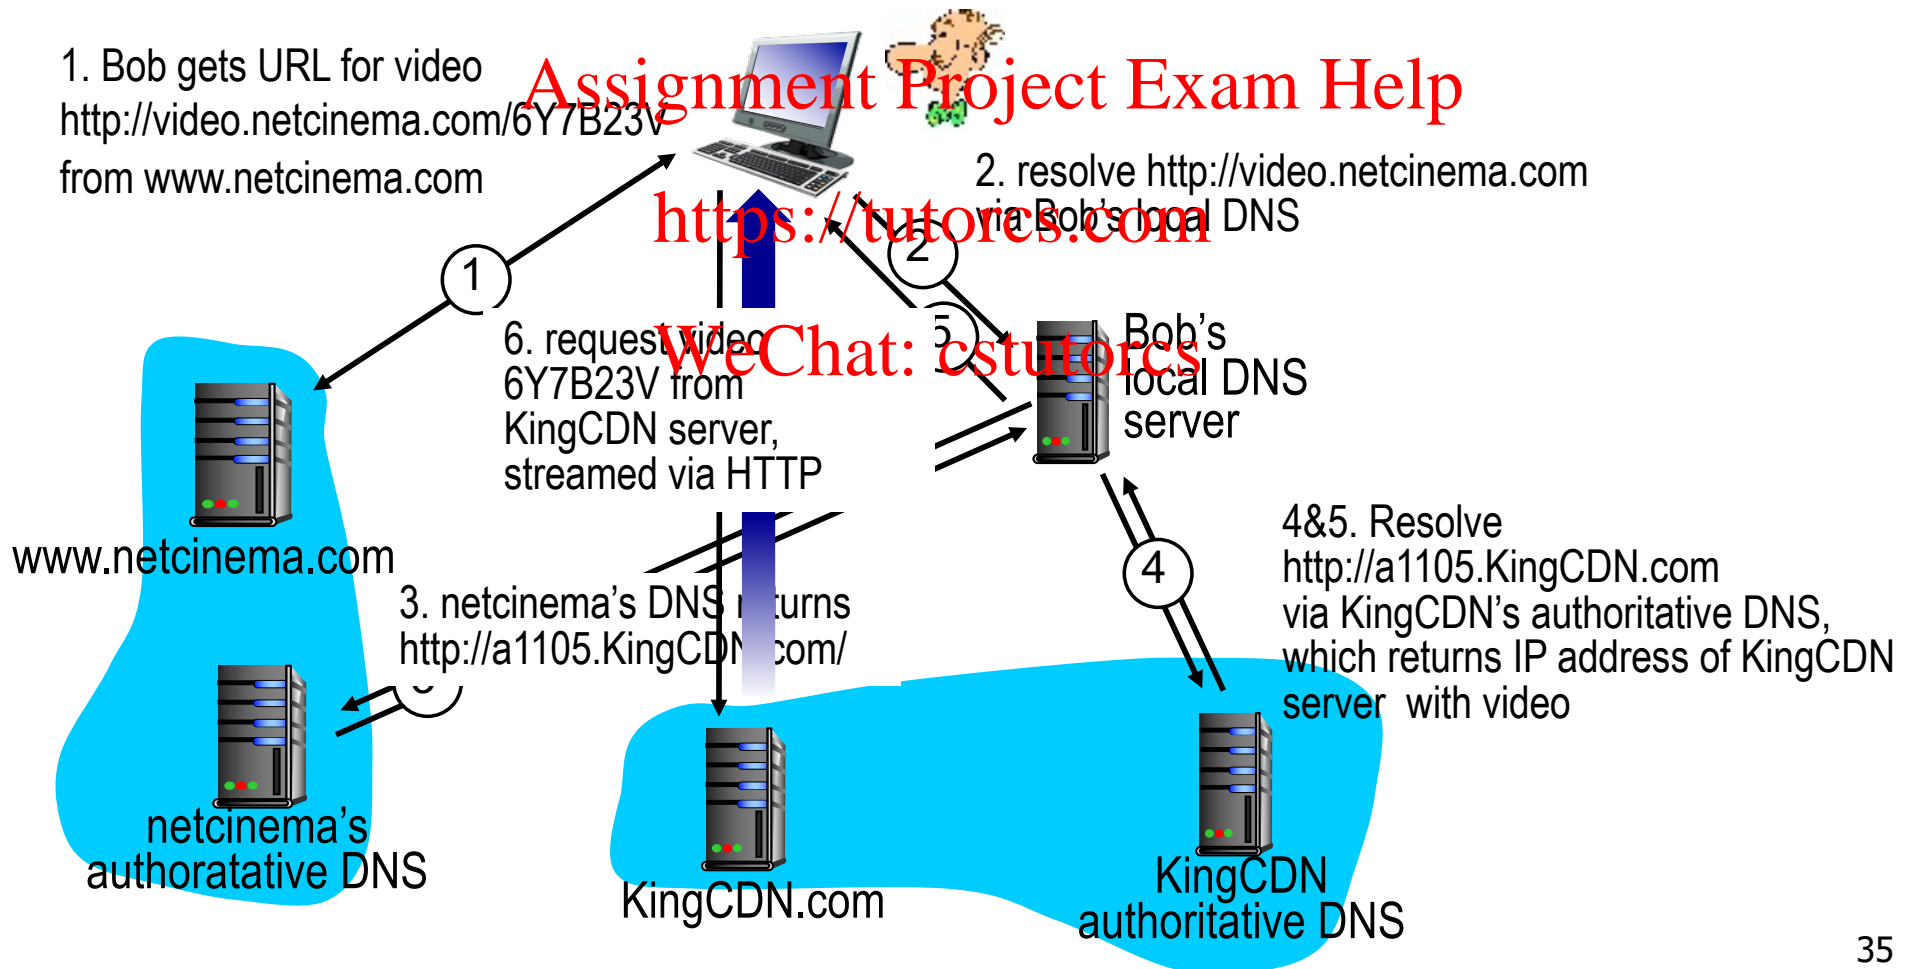 1. Bob gets URL for video
http://video.netcinema.com/6Y7B23V
from www.netcinema.com
Assignment Project Exam Help
2. resolve http://video.netcinema.com
via Bob's local DNS
https://tutorcs.com
1
2
6. request video
6Y7B23V from
KingCDN server,
streamed via HTTP
WeChat: cstutorcs
5
Bob's
local DNS
server
www.netcinema.com
3. netcinema's DNS returns
http://a1105.KingCDN.com/
4
4&5. Resolve
http://a1105.KingCDN.com
via KingCDN's authoritative DNS,
which returns IP address of KingCDN
server with video
netcinema's
authoratative DNS
KingCDN.com
KingCDN
authoritative DNS
35